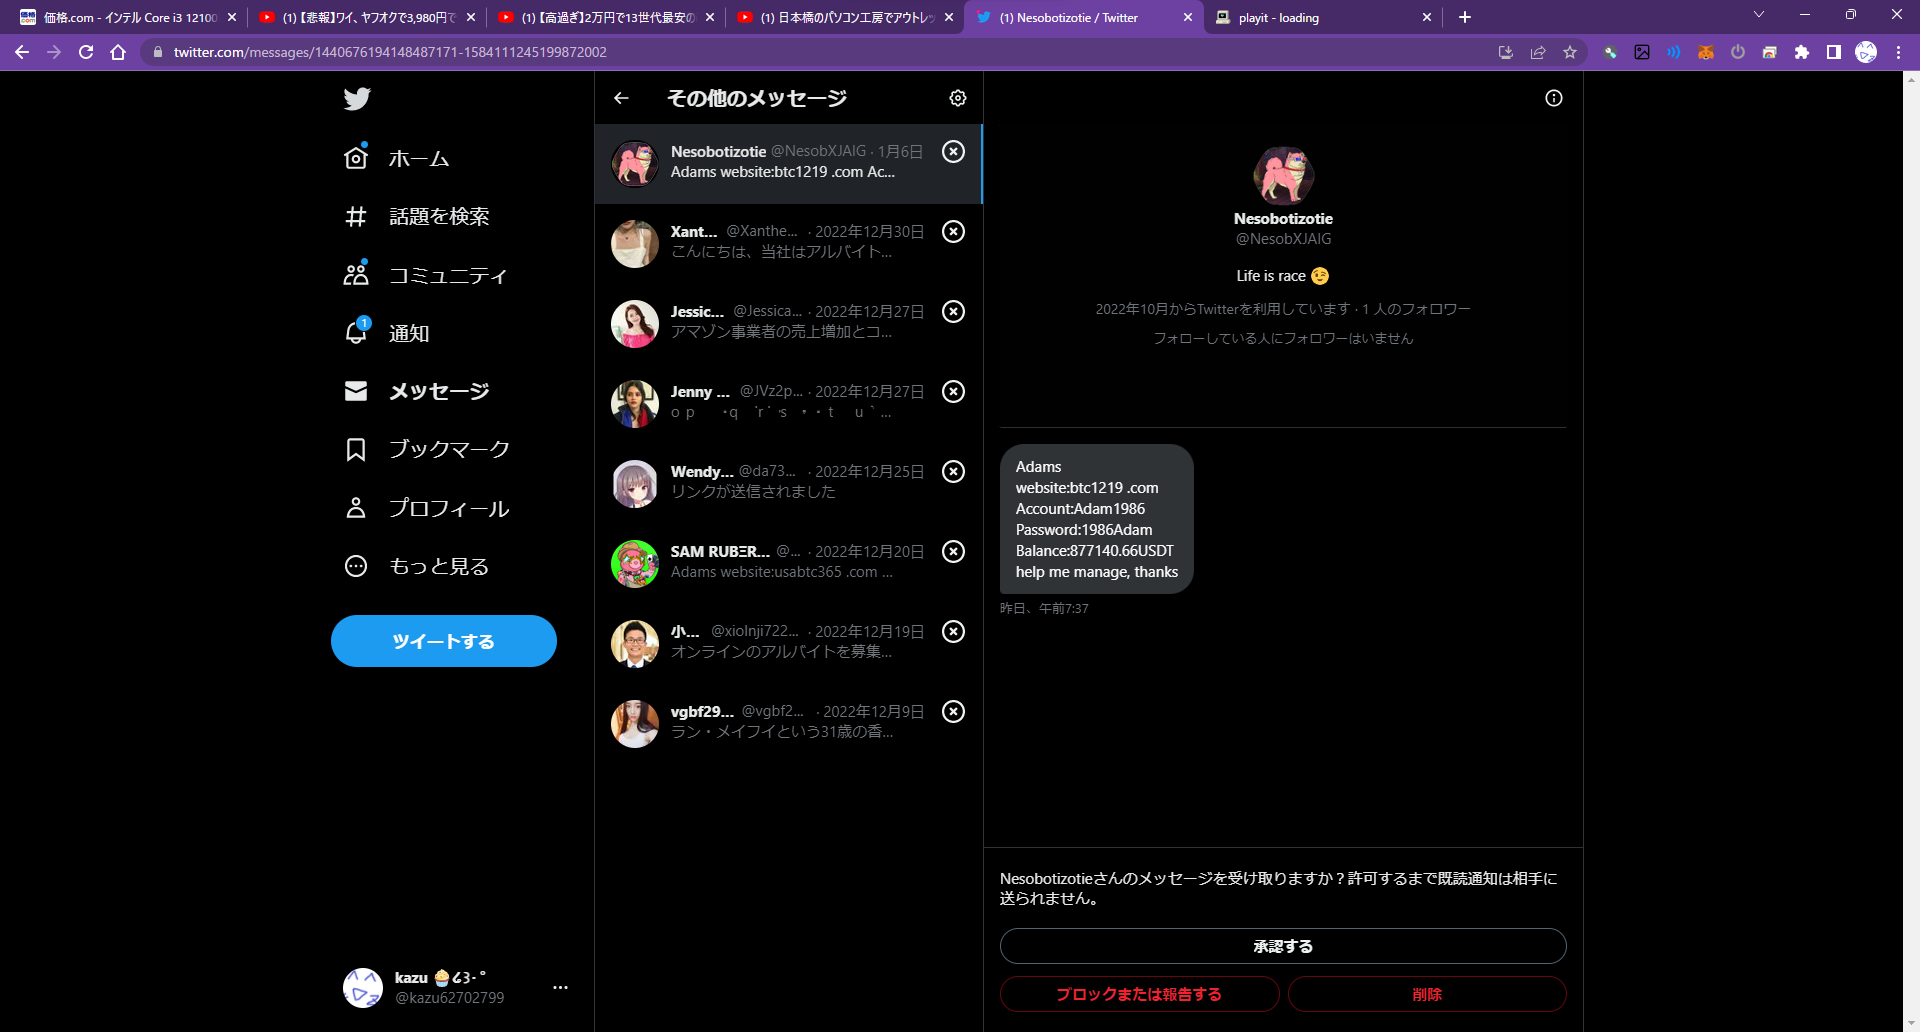 価格.com - インテル Core i3 12100
(1)【悲報】ワイ、ヤフオクで3,980円で
(1)【高過ぎ】2万円で13世代最安の
(1) 日本橋のパソコン工房でアウトレッ
(1) Nesobotizotie / Twitter
playit - loading
twitter.com/messages/1440676194148487171-1584111245199872002
ホーム
話題を検索
コミュニティ
1
通知
メッセージ
ブックマーク
プロフィール
もっと見る
ツイートする
kazu
@kazu62702799
その他のメッセージ
Nesobotizotie @NesobXJAIG · 1月6日
Adams website:btc1219 .com Ac...
Xant... @Xanthe... · 2022年12月30日
こんにちは、当社はアルバイト...
Jessic... @Jessica... · 2022年12月27日
アマゾン事業者の売上増加とコ...
Jenny ... @JVz2p... · 2022年12月27日
Wendy... @da73... · 2022年12月25日
リンクが送信されました
SAM RUBΞR... @... · 2022年12月20日
Adams website:usabtc365 .com ...
小... @xiolnji722... · 2022年12月19日
オンラインのアルバイトを募集...
vgbf29... @vgbf2... · 2022年12月9日
ラン・メイフイという31歳の香...
Nesobotizotie
@NesobXJAIG
Life is race 😉
2022年10月からTwitterを利用しています · 1 人のフォロワー
フォローしている人にフォロワーはいません
Adams
website:btc1219 .com
Account:Adam1986
Password:1986Adam
Balance:877140.66USDT
help me manage, thanks
昨日、午前7:37
Nesobotizotieさんのメッセージを受け取りますか？許可するまで既読通知は相手に
送られません。
承認する
ブロックまたは報告する
削除